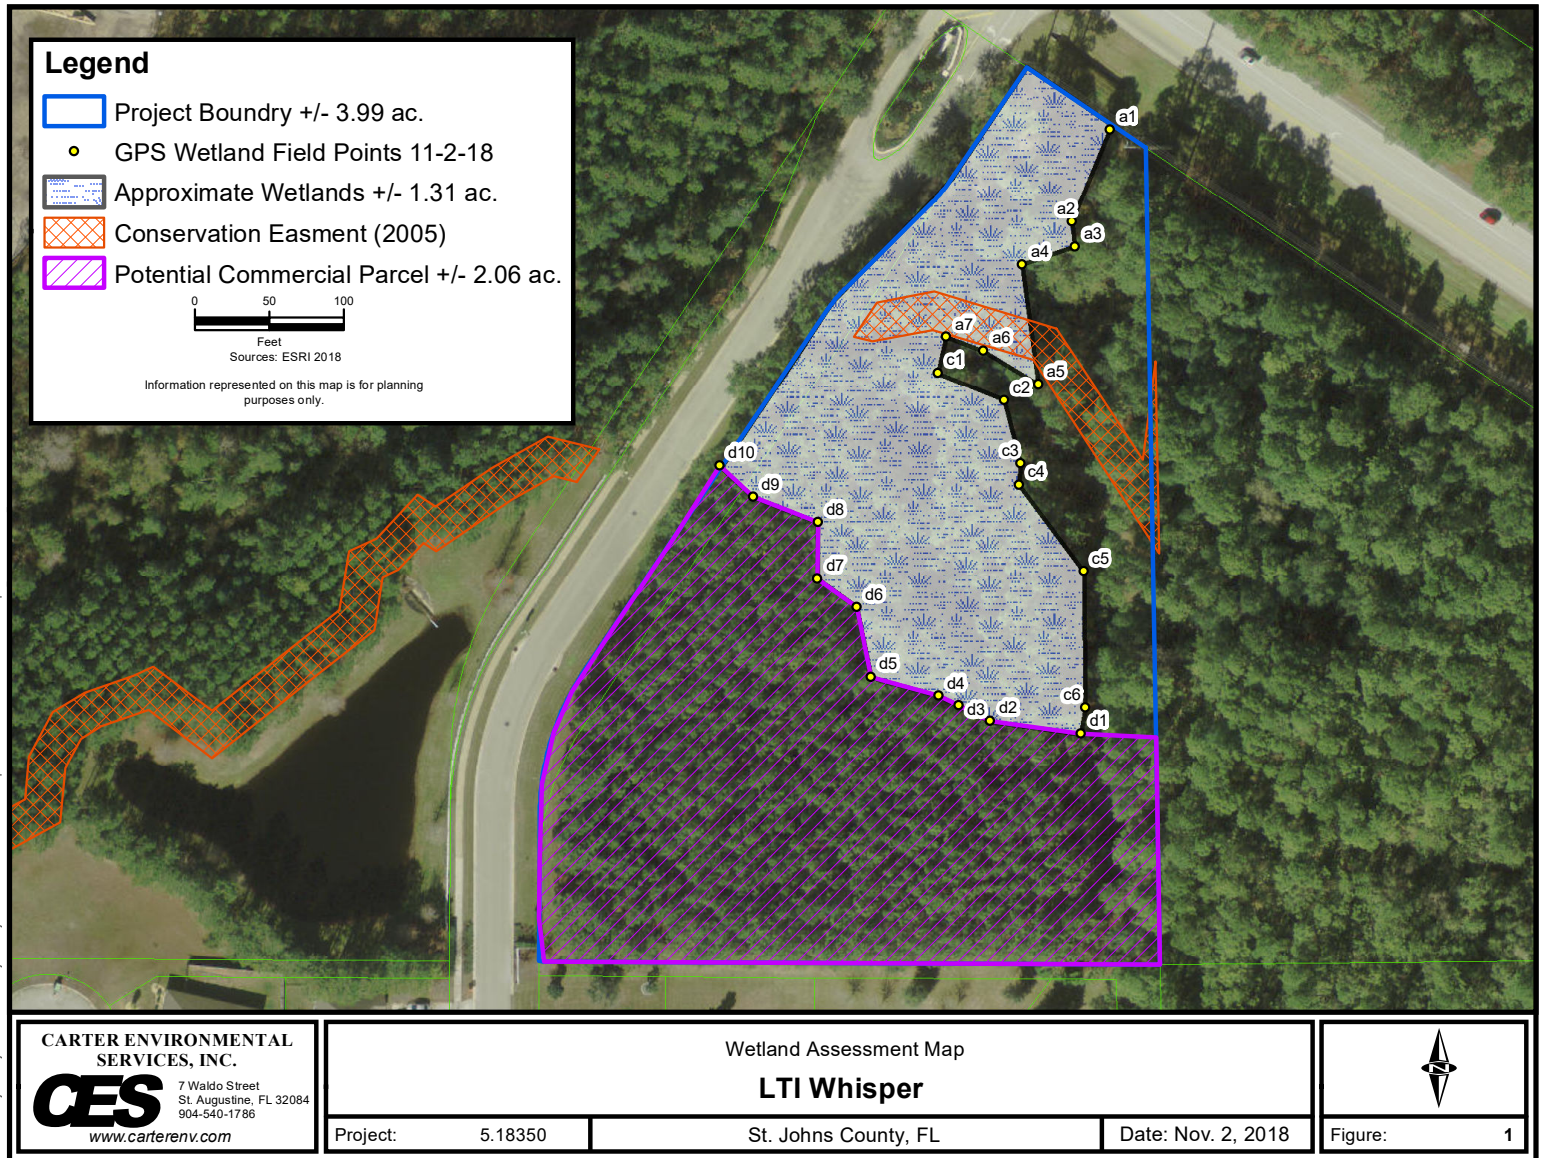 Legend
Project Boundry +/- 3.99 ac.
GPS Wetland Field Points 11-2-18
Approximate Wetlands +/- 1.31 ac.
Conservation Easment (2005)
Potential Commercial Parcel +/- 2.06 ac.
0 50 100
Feet
Sources: ESRI 2018
Information represented on this map is for planning
purposes only.
a1
a2
a3
a4
a7
a6
c1
a5
c2
c3
c4
d10
d9
d8
c5
d7
d6
d5
d4
c6
d3
d2
d1
CARTER ENVIRONMENTAL
SERVICES, INC.
CES
7 Waldo Street
St. Augustine, FL 32084
904-540-1786
www.carterenv.com
Wetland Assessment Map
LTI Whisper
Project: 5.18350
St. Johns County, FL
Date: Nov. 2, 2018
N
Figure: 1